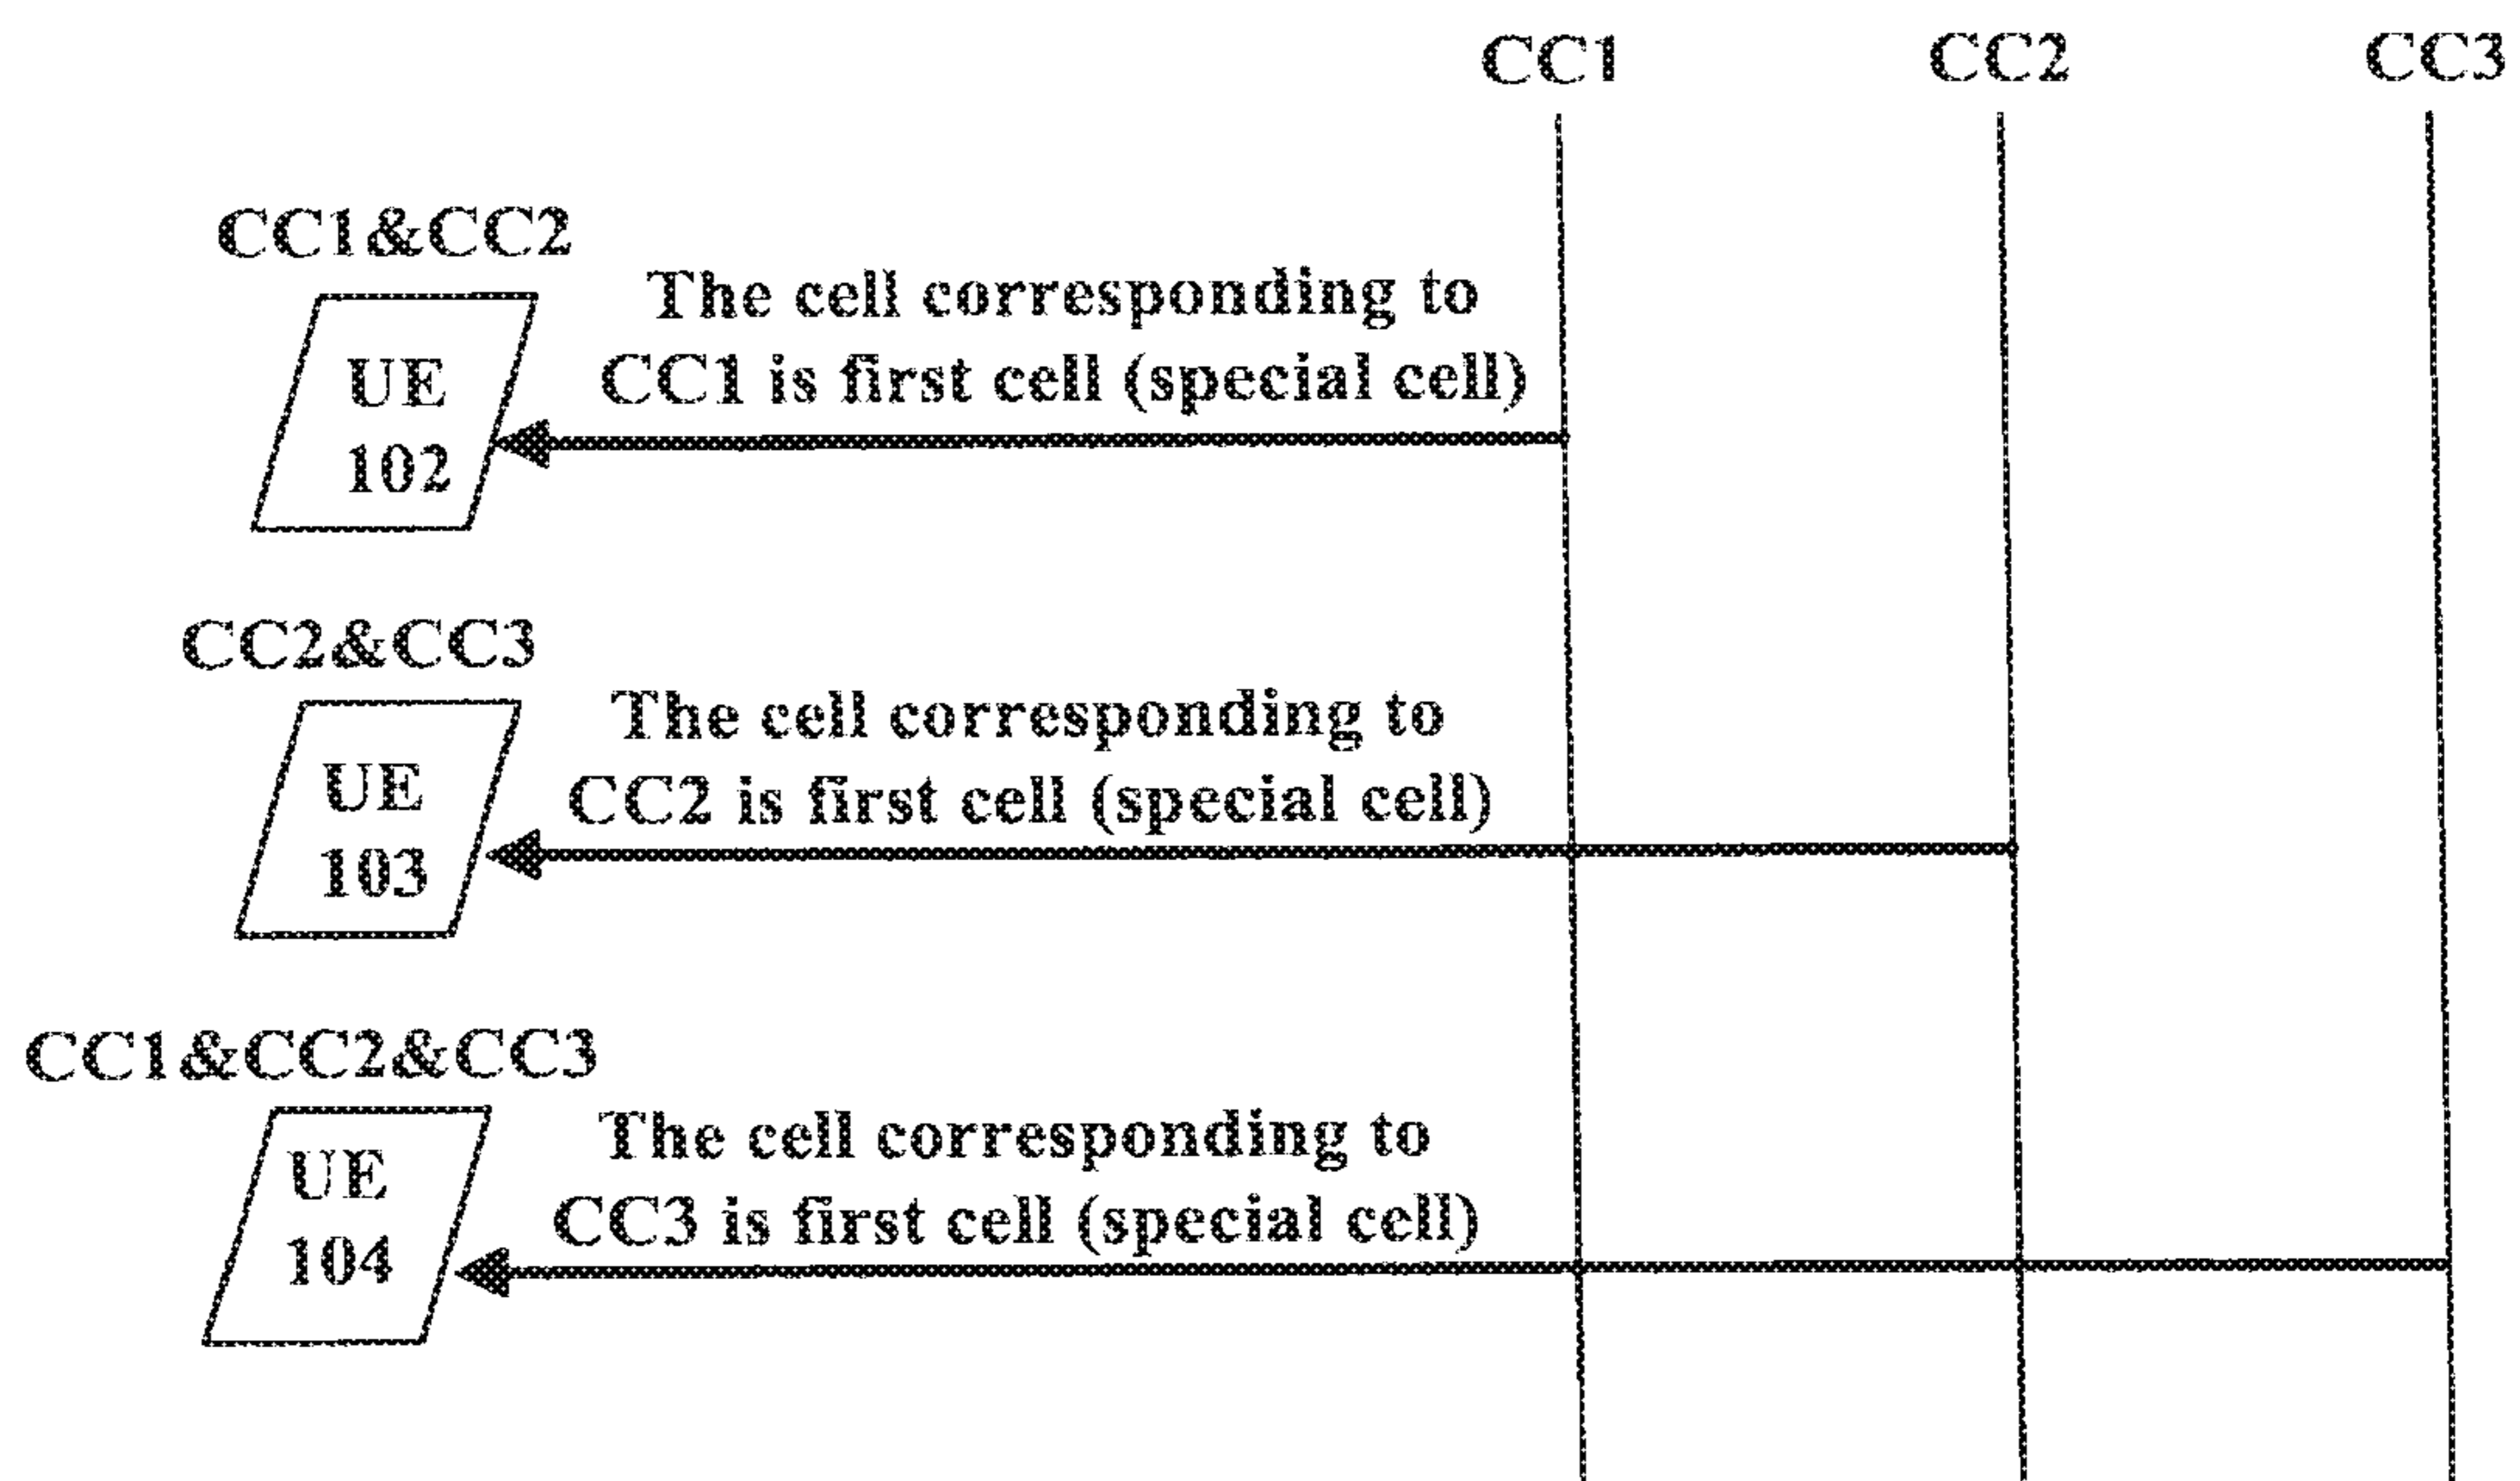 CC1 CC2 CC3
CC1&CC2
The cell corresponding to
CC1 is first cell (special cell)
UE
102
CC2&CC3
The cell corresponding to
CC2 is first cell (special cell)
UE
103
CC1&CC2&CC3
The cell corresponding to
CC3 is first cell (special cell)
UE
104